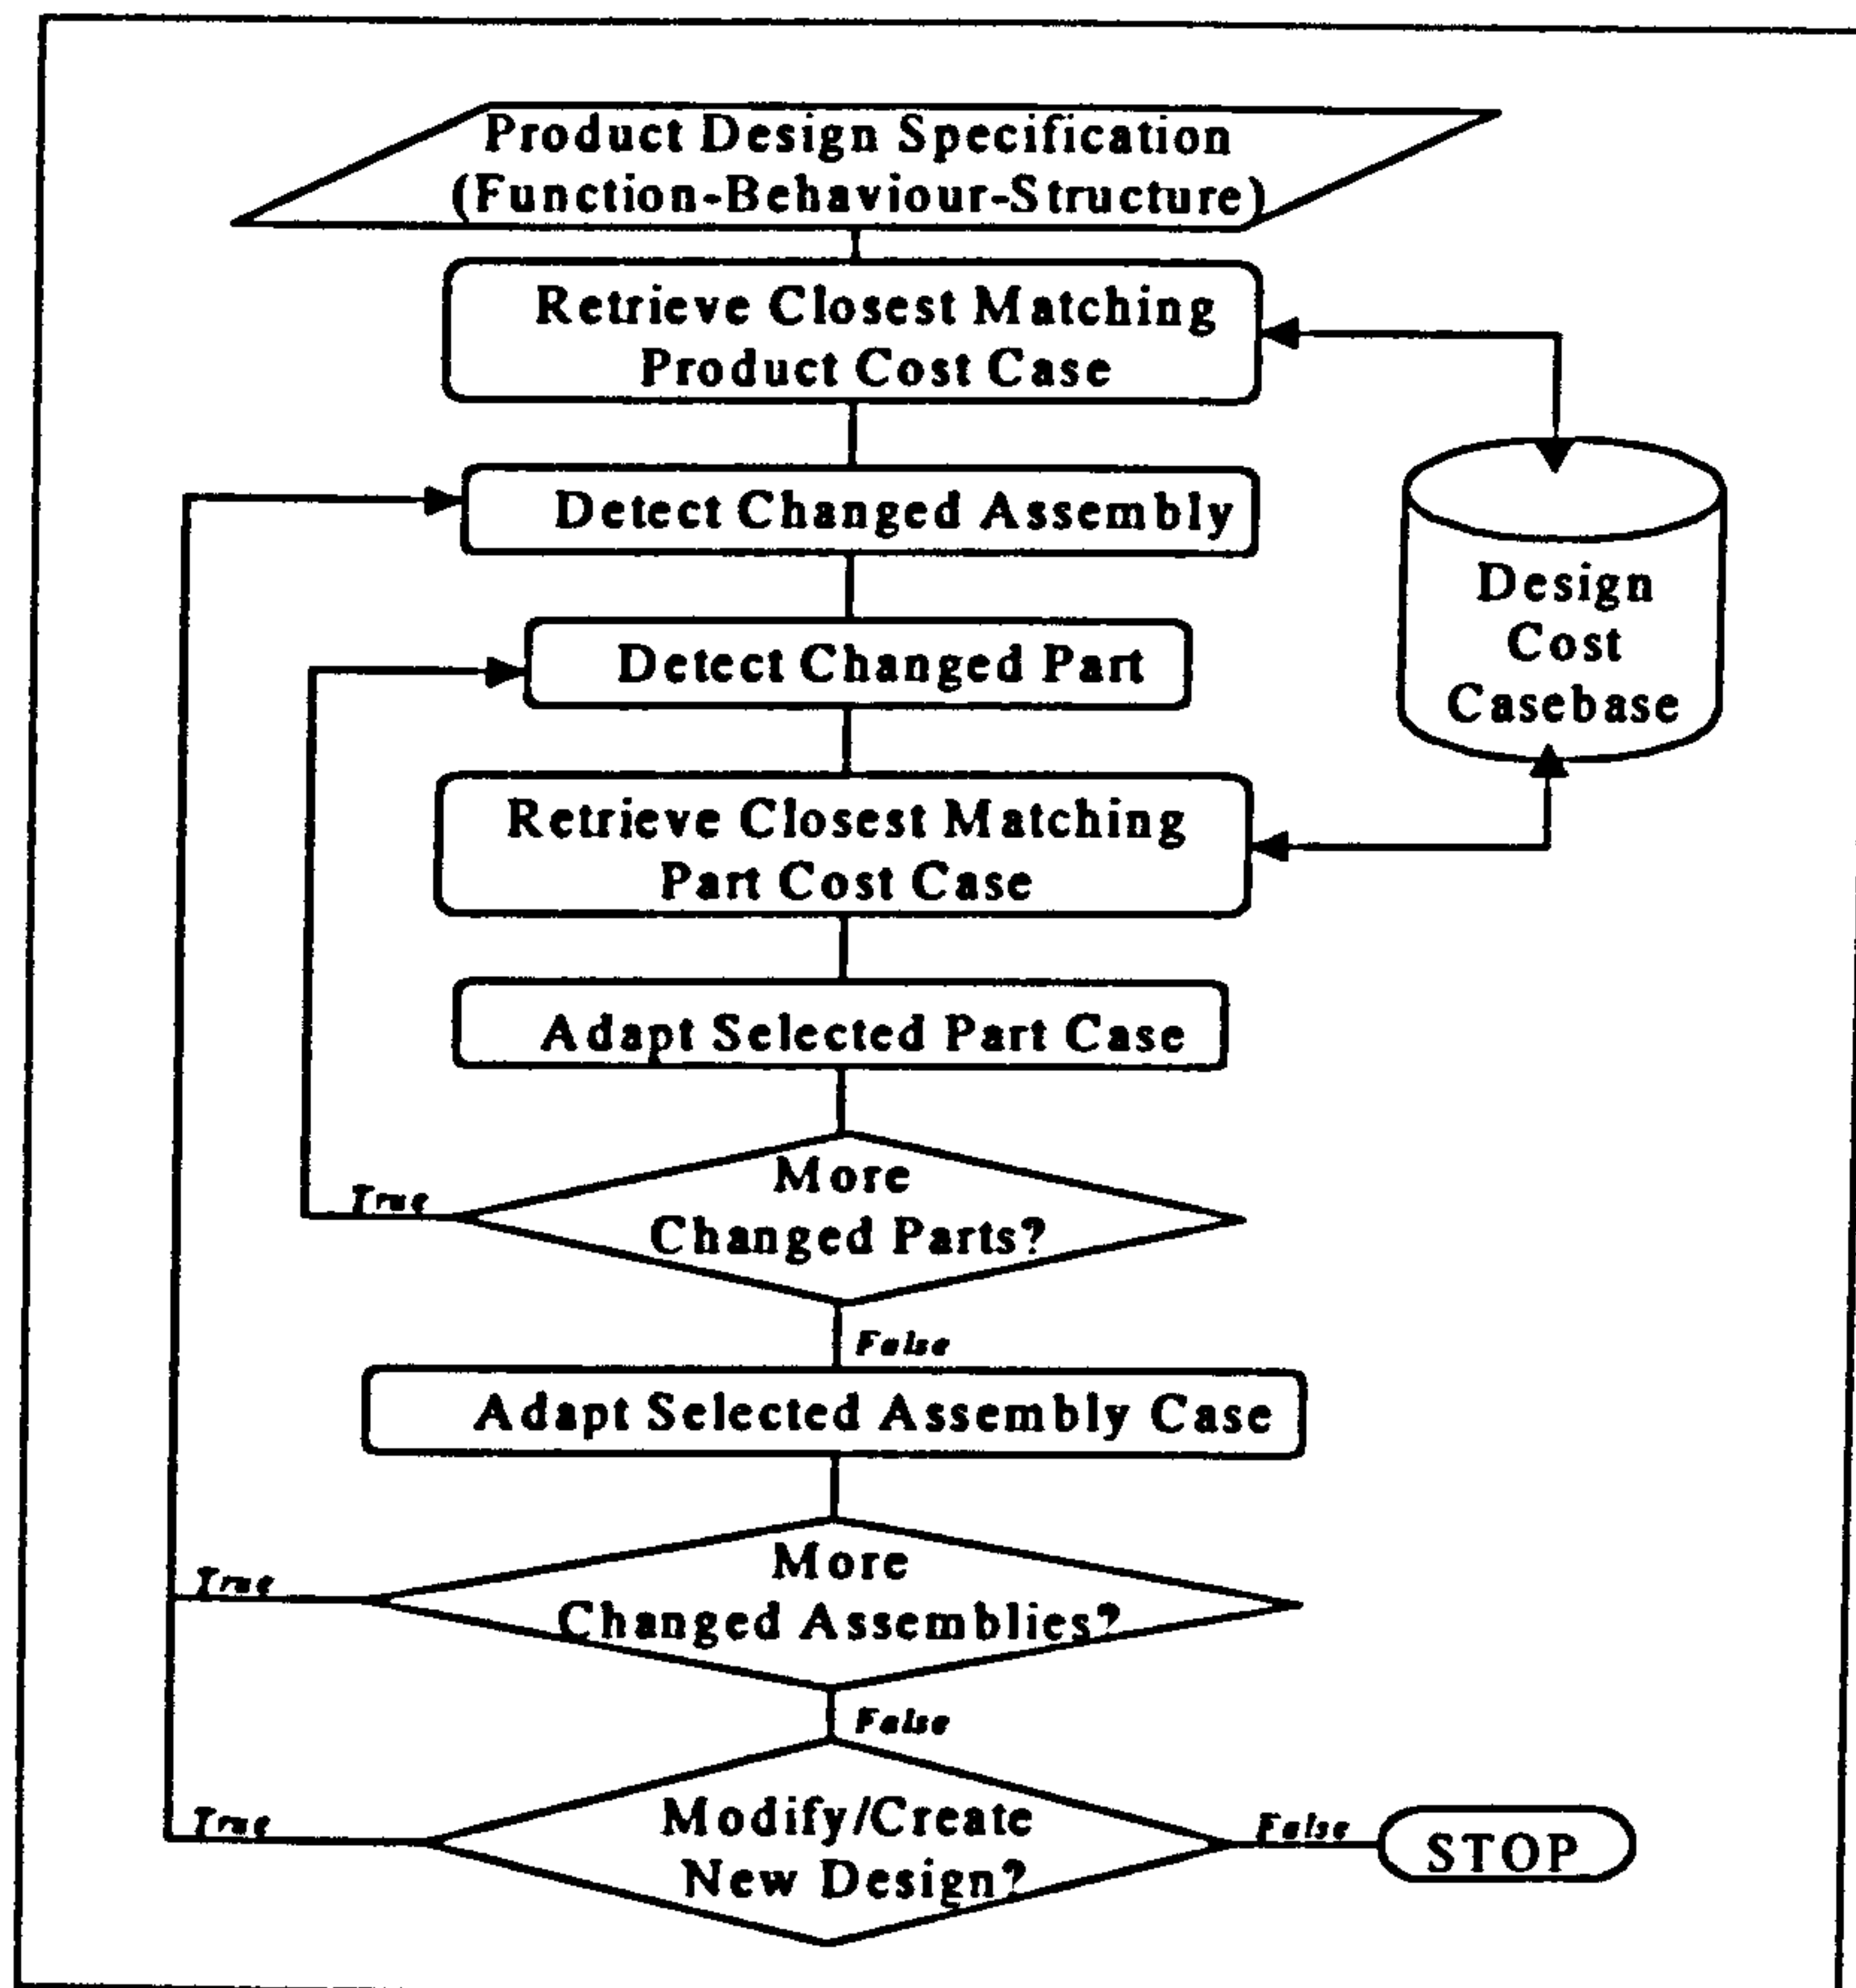 Product Design Specification
(Function-Behaviour-Structure)
Retrieve Closest Matching
Product Cost Case
Detect Changed Assembly
Design
Cost
Casebase
Detect Changed Part
Retrieve Closest Matching
Part Cost Case
Adapt Selected Part Case
More
Changed Parts?
True
False
Adapt Selected Assembly Case
More
Changed Assemblies?
True
False
Modify/Create
New Design?
True
False
STOP